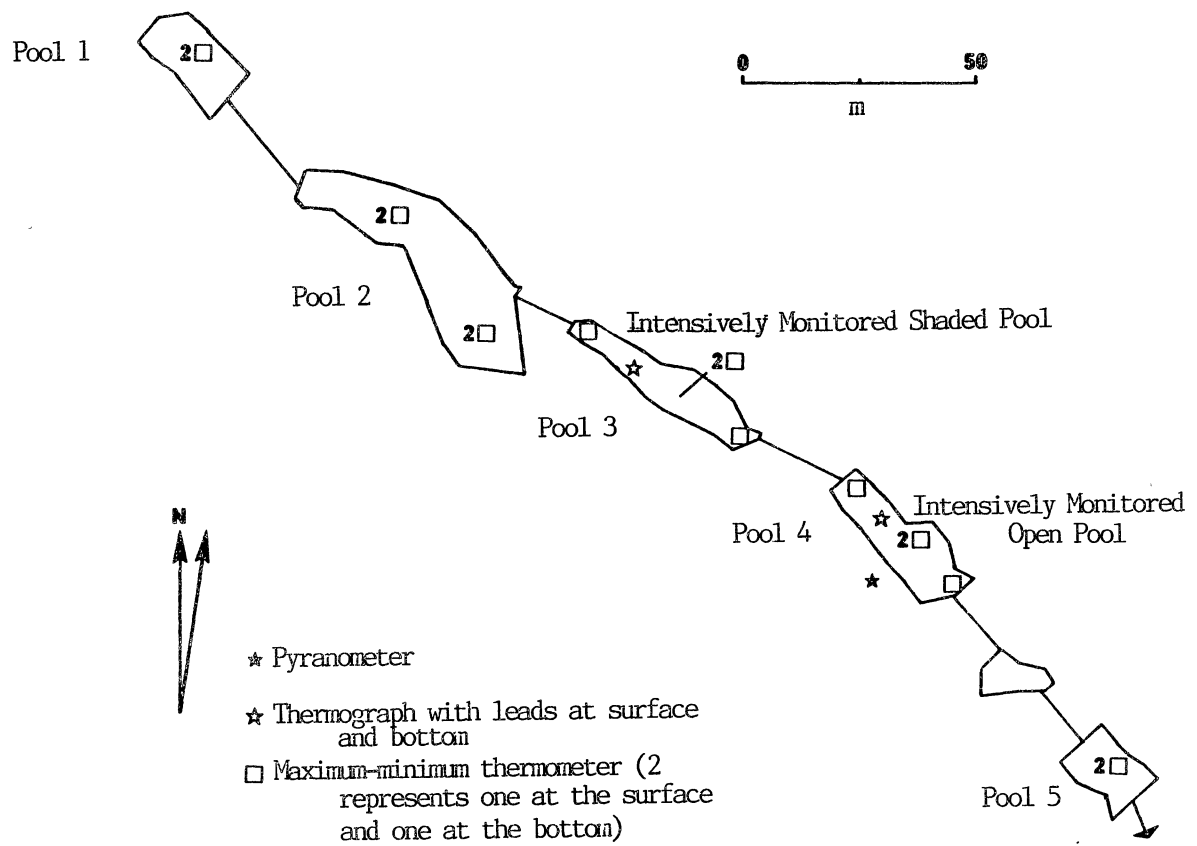 Pool 1
2
0 50
m
2
Pool 2
2
Intensively Monitored Shaded Pool
2
Pool 3
N
Intensively Monitored
Open Pool
Pool 4
2
Pyranometer
Thermograph with leads at surface
and bottom
Maximum-minimum thermometer (2
represents one at the surface
and one at the bottom)
2
Pool 5